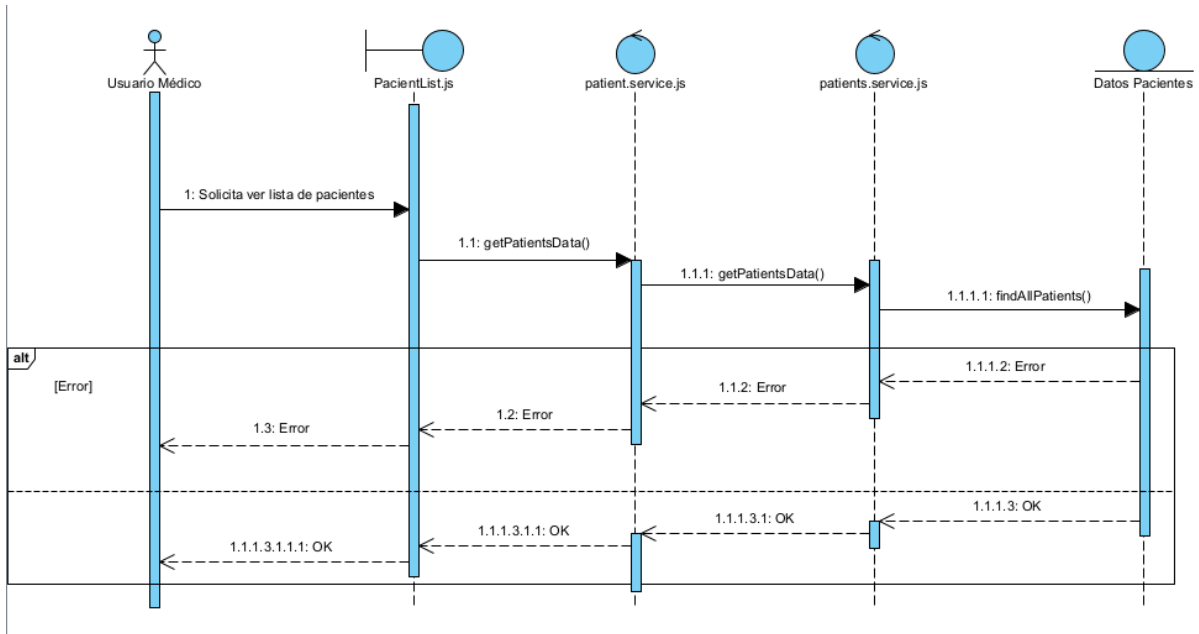 Usuario Médico
PacientList.js
patient.service.js
patients.service.js
Datos Pacientes
1: Solicita ver lista de pacientes
1.1: getPatientsData()
1.1.1: getPatientsData()
1.1.1.1: findAllPatients()
alt
[Error]
1.1.1.2: Error
1.1.2: Error
1.2: Error
1.3: Error
1.1.1.3: OK
1.1.1.3.1: OK
1.1.1.3.1.1: OK
1.1.1.3.1.1.1: OK